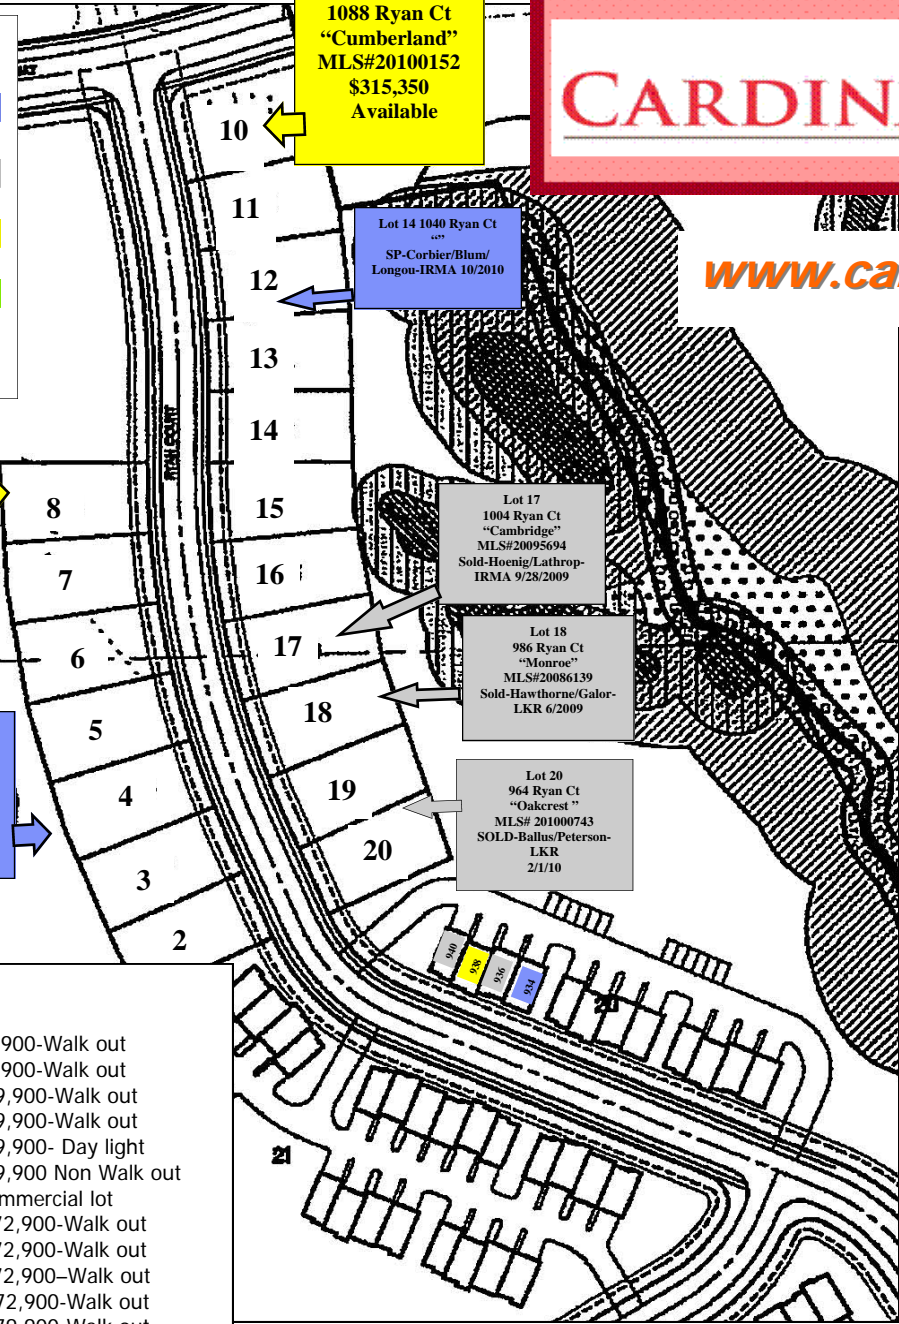 1088 Ryan Ct
“Cumberland”
MLS#20100152
$315,350
Available
CARDINA
www.ca
Lot 14 1040 Ryan Ct
“”
SP-Corbier/Blum/
Longou-IRMA 10/2010
10
11
12
13
14
15
16
17
18
19
20
RYAN COURT
8
7
6
5
4
3
2
Lot 17
1004 Ryan Ct
“Cambridge”
MLS#20095694
Sold-Hoenig/Lathrop-
IRMA 9/28/2009
Lot 18
986 Ryan Ct
“Monroe”
MLS#20086139
Sold-Hawthorne/Galor-
LKR 6/2009
Lot 20
964 Ryan Ct
“Oakcrest ”
MLS# 201000743
SOLD-Ballus/Peterson-
LKR
2/1/10
940
938
936
934
21
,900-Walk out
,900-Walk out
9,900-Walk out
9,900-Walk out
9,900- Day light
9,900 Non Walk out
mmercial lot
72,900-Walk out
72,900-Walk out
72,900–Walk out
72,900-Walk out